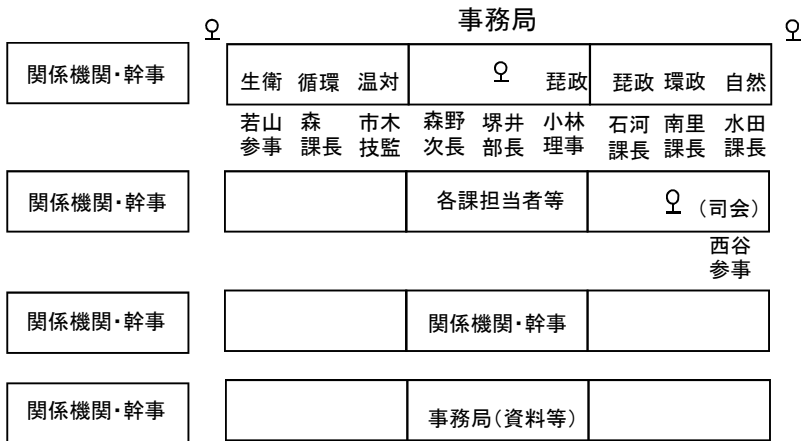 事務局
関係機関・幹事
生衛 循環 温対 琵政 琵政 環政 自然
若山参事 森課長 市木技監 森野次長 堺井部長 小林理事 石河課長 南里課長 水田課長
関係機関・幹事
各課担当者等
(司会)
西谷参事
関係機関・幹事
関係機関・幹事
関係機関・幹事
事務局(資料等)